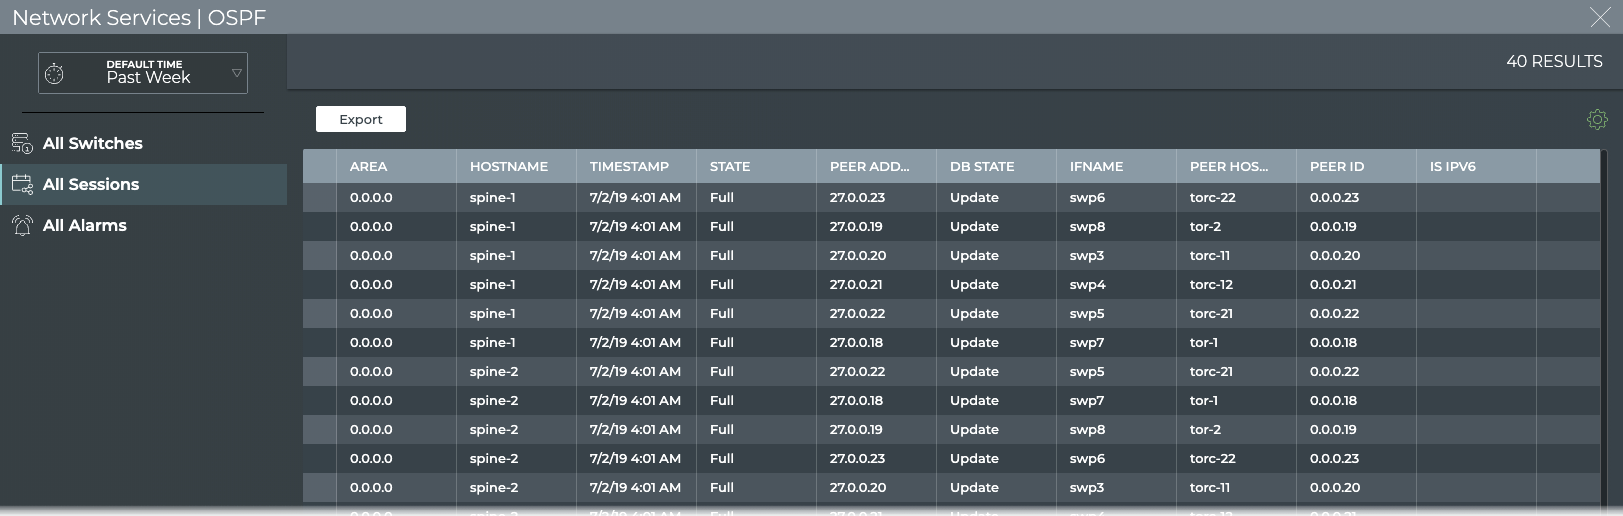 Network Services | OSPF
DEFAULT TIME
Past Week
40 RESULTS
All Switches
All Sessions
All Alarms
Export
AREA HOSTNAME TIMESTAMP STATE PEER ADD... DB STATE IFNAME PEER HOS... PEER ID IS IPV6
0.0.0.0 spine-1 7/2/19 4:01 AM Full 27.0.0.23 Update swp6 torc-22 0.0.0.23
0.0.0.0 spine-1 7/2/19 4:01 AM Full 27.0.0.19 Update swp8 tor-2 0.0.0.19
0.0.0.0 spine-1 7/2/19 4:01 AM Full 27.0.0.20 Update swp3 torc-11 0.0.0.20
0.0.0.0 spine-1 7/2/19 4:01 AM Full 27.0.0.21 Update swp4 torc-12 0.0.0.21
0.0.0.0 spine-1 7/2/19 4:01 AM Full 27.0.0.22 Update swp5 torc-21 0.0.0.22
0.0.0.0 spine-1 7/2/19 4:01 AM Full 27.0.0.18 Update swp7 tor-1 0.0.0.18
0.0.0.0 spine-2 7/2/19 4:01 AM Full 27.0.0.22 Update swp5 torc-21 0.0.0.22
0.0.0.0 spine-2 7/2/19 4:01 AM Full 27.0.0.18 Update swp7 tor-1 0.0.0.18
0.0.0.0 spine-2 7/2/19 4:01 AM Full 27.0.0.19 Update swp8 tor-2 0.0.0.19
0.0.0.0 spine-2 7/2/19 4:01 AM Full 27.0.0.23 Update swp6 torc-22 0.0.0.23
0.0.0.0 spine-2 7/2/19 4:01 AM Full 27.0.0.20 Update swp3 torc-11 0.0.0.20